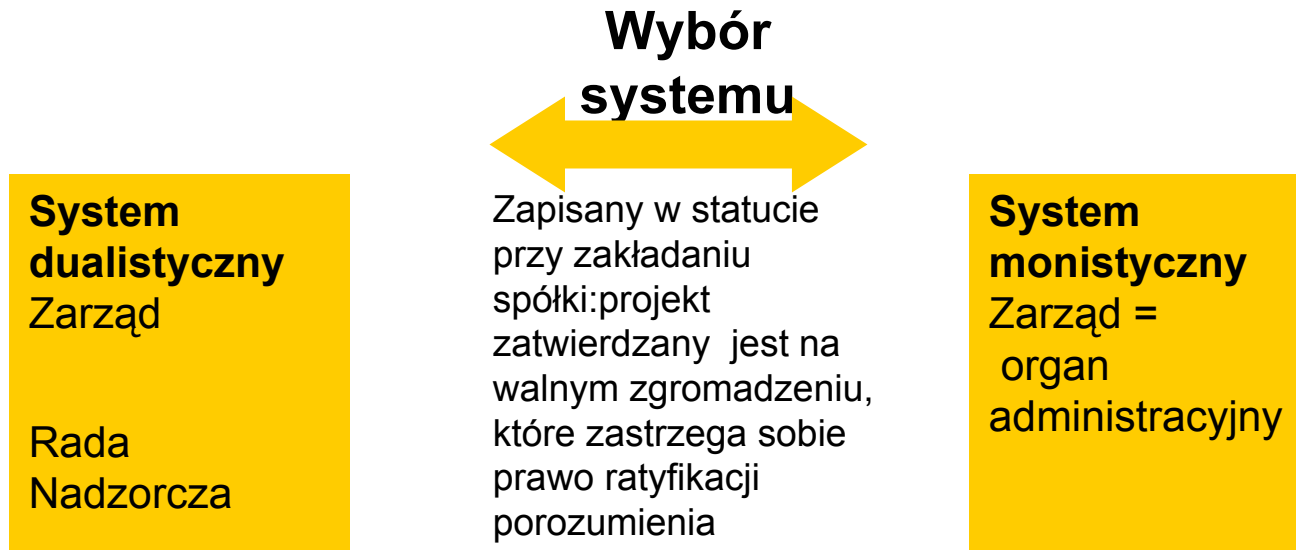 Wybór
systemu
System
dualistyczny
Zarząd
Rada
Nadzorcza
Zapisany w statucie
przy zakładaniu
spółki:projekt
zatwierdzany jest na
walnym zgromadzeniu,
które zastrzega sobie
prawo ratyfikacji
porozumienia
System
monistyczny
Zarząd =
organ
administracyjny